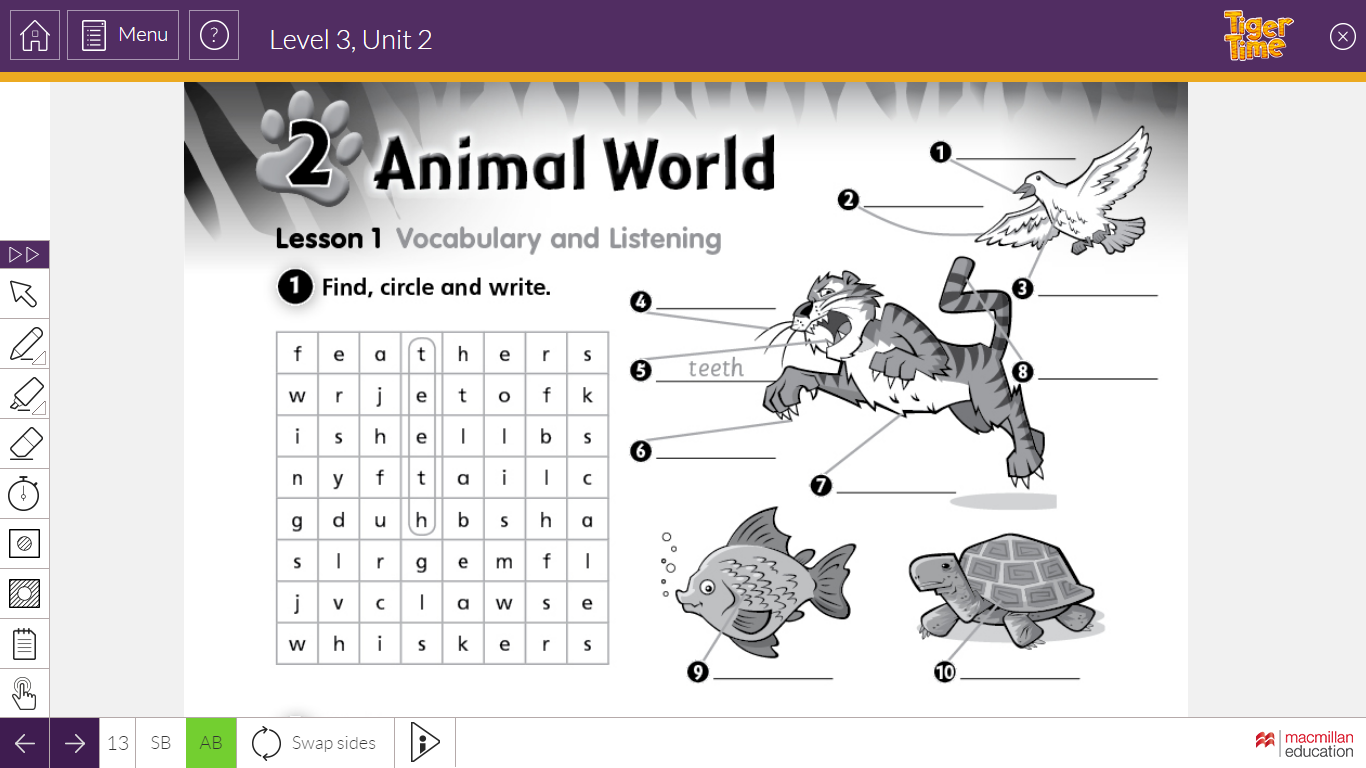 Menu
?
Level 3, Unit 2
Tiger Time
2 Animal World
Lesson 1 Vocabulary and Listening
1 Find, circle and write.
f e a t h e r s
w r j e t o f k
i s h e l l b s
n y f t a i l c
g d u h b s h a
s l r g e m f l
j v c l a w s e
w h i s k e r s
1
2
3
4
5 teeth
6
7
8
9
10
13 SB AB Swap sides
macmillan
education